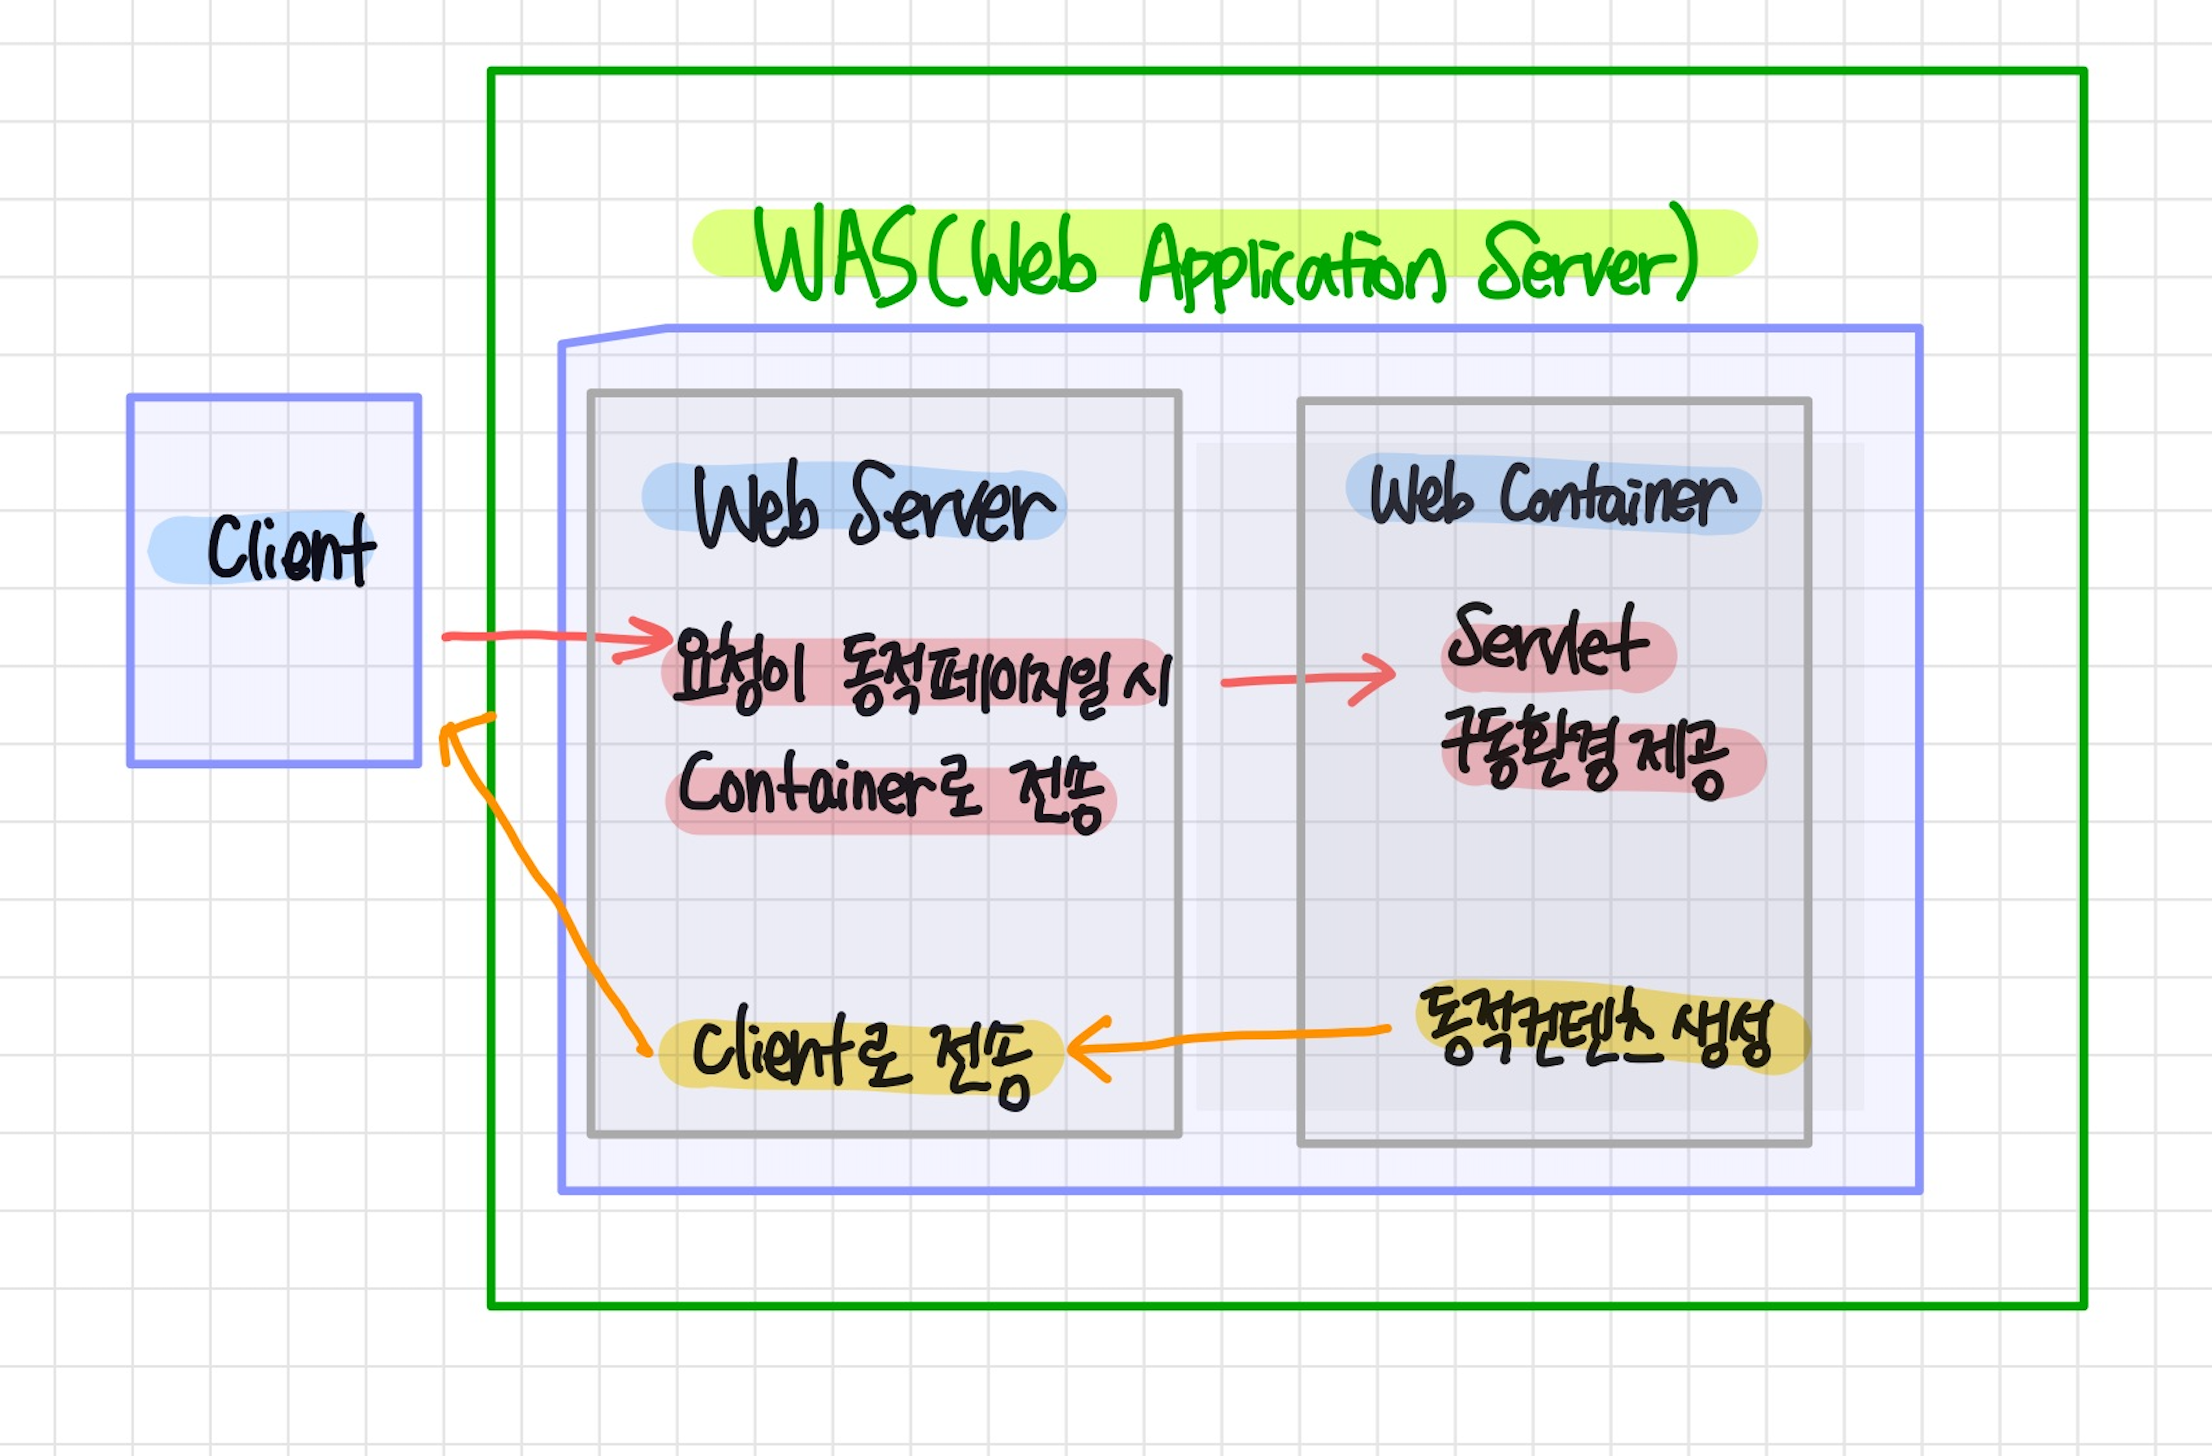 WAS(Web Application Server)
Client
Web Server
요청이 동적페이지일 시
Container로 전송
Client로 전송
Web Container
Servlet
구동환경 제공
동적컨텐츠 생성